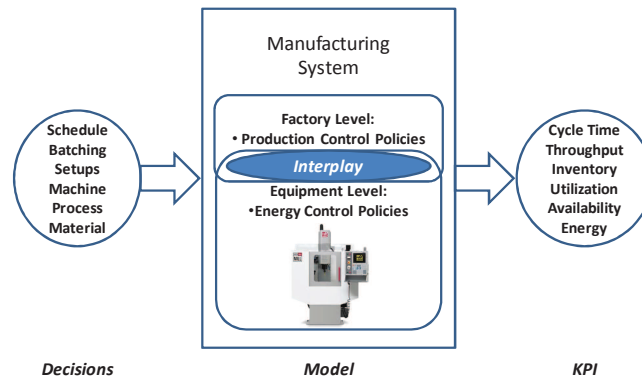 Manufacturing
System
Schedule
Batching
Setups
Machine
Process
Material
Factory Level:
• Production Control Policies
Interplay
Equipment Level:
•Energy Control Policies
Cycle Time
Throughput
Inventory
Utilization
Availability
Energy
Decisions
Model
KPI